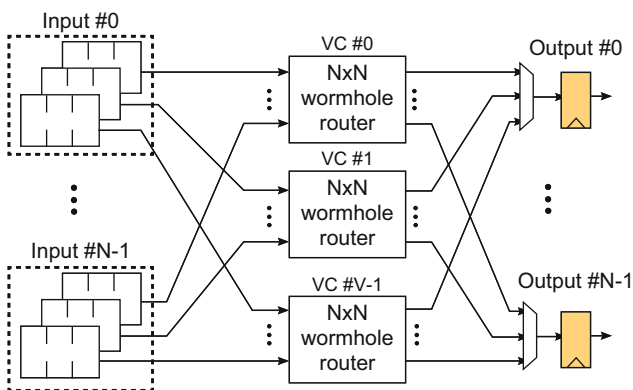 Input #0
VC #0
Output #0
NxN
wormhole
router
VC #1
NxN
wormhole
router
Input #N-1
VC #V-1
Output #N-1
NxN
wormhole
router